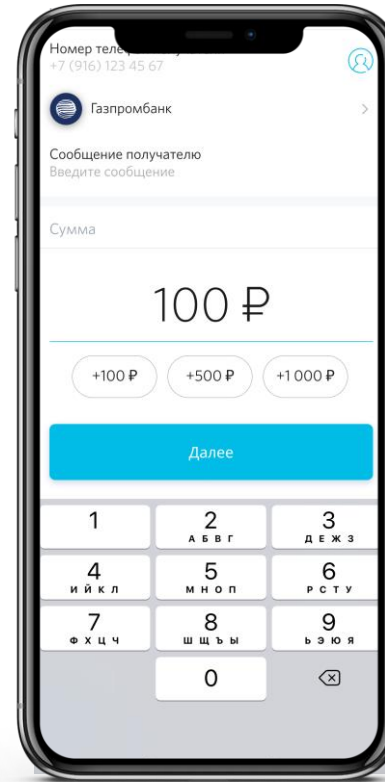 Номер теле
+7 (916) 123 45 67
Газпромбанк
Сообщение получателю
Введите сообщение
Сумма
100 ₽
+100 ₽ +500 ₽ +1 000 ₽
Далее
1 2 3
А Б В Г Д Е Ж З
4 5 6
И Й К Л М Н О П Р С Т У
7 8 9
Ф Х Ц Ч Ш Щ Ъ Ы Ь Э Ю Я
0